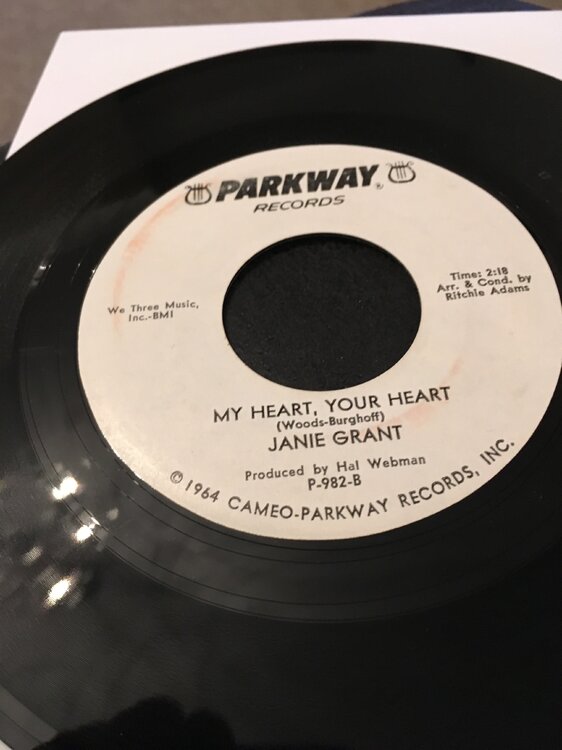 PARKWAY®
RECORDS
We Three Music,
Inc.-BMI
Time: 2:18
Arr. & Cond. by
Ritchie Adams
MY HEART, YOUR HEART
(Woods-Burghoff)
JANIE GRANT
Produced by Hal Webman
P-982-B
© 1964 CAMEO-PARKWAY RECORDS, INC.